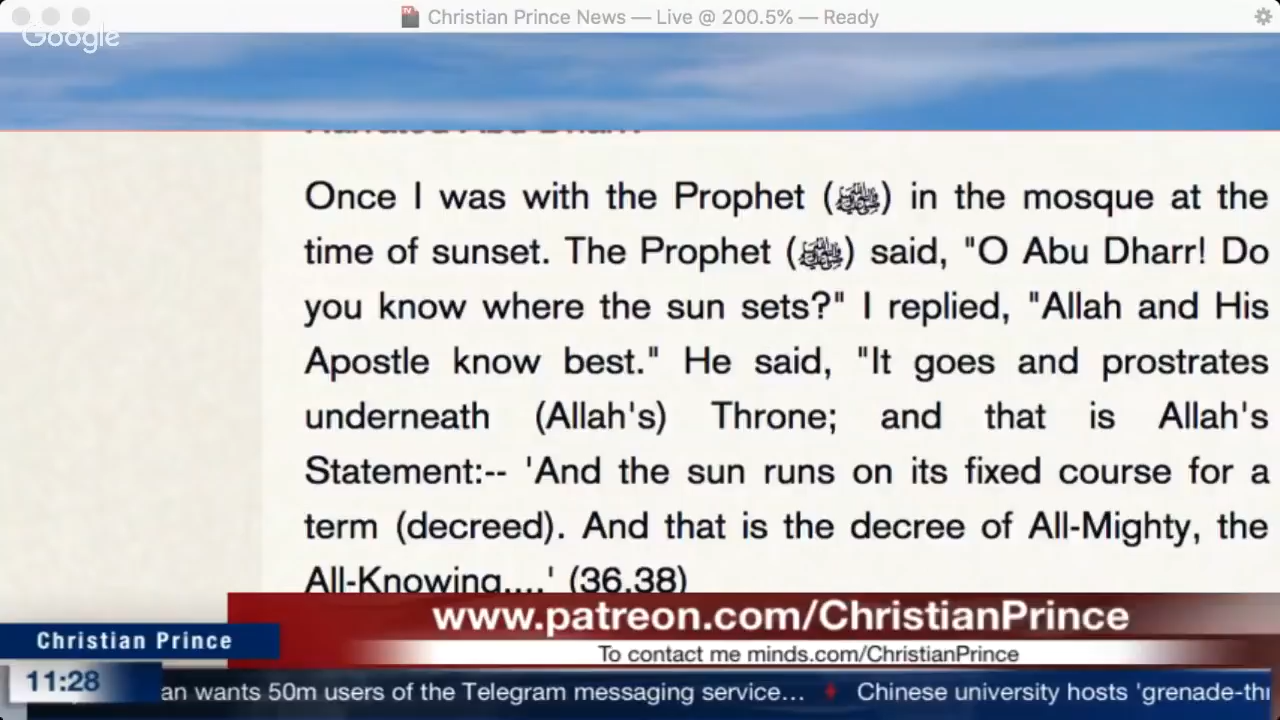 Christian Prince News — Live @ 200.5% — Ready
Google
Narrated Abu Dharr:
Once I was with the Prophet (ﷺ) in the mosque at the
time of sunset. The Prophet (ﷺ) said, "O Abu Dharr! Do
you know where the sun sets?" I replied, "Allah and His
Apostle know best." He said, "It goes and prostrates
underneath (Allah's) Throne; and that is Allah's
Statement:-- 'And the sun runs on its fixed course for a
term (decreed). And that is the decree of All-Mighty, the
All-Knowing....' (36.38)
www.patreon.com/ChristianPrince
Christian Prince
To contact me minds.com/ChristianPrince
11:28
an wants 50m users of the Telegram messaging service... Chinese university hosts 'grenade-thr